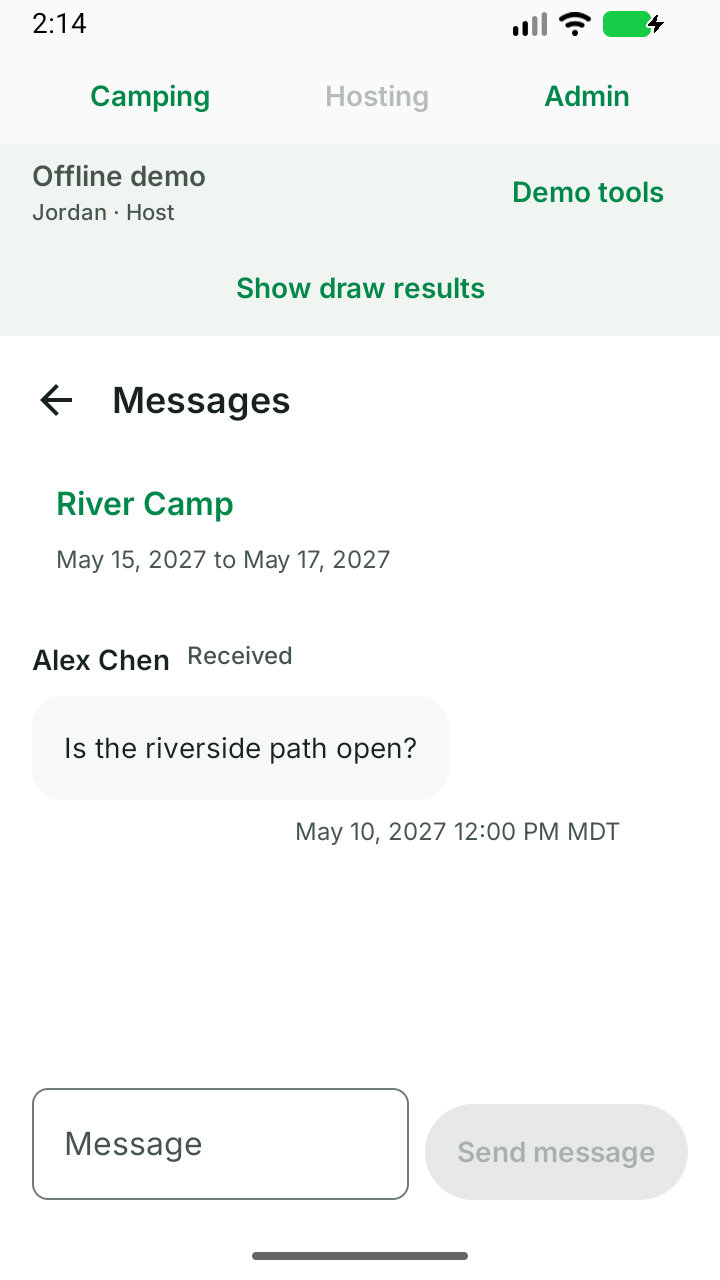 2:14
Camping Hosting Admin
Offline demo
Jordan · Host
Demo tools
Show draw results
Messages
River Camp
May 15, 2027 to May 17, 2027
Alex Chen Received
Is the riverside path open?
May 10, 2027 12:00 PM MDT
Message
Send message